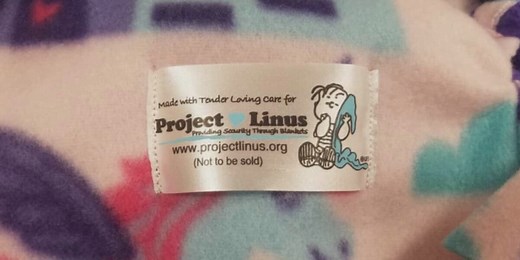 Made with Tender Loving Care for
Project Linus
Providing Security Through Blankets
www.projectlinus.org
(Not to be sold)